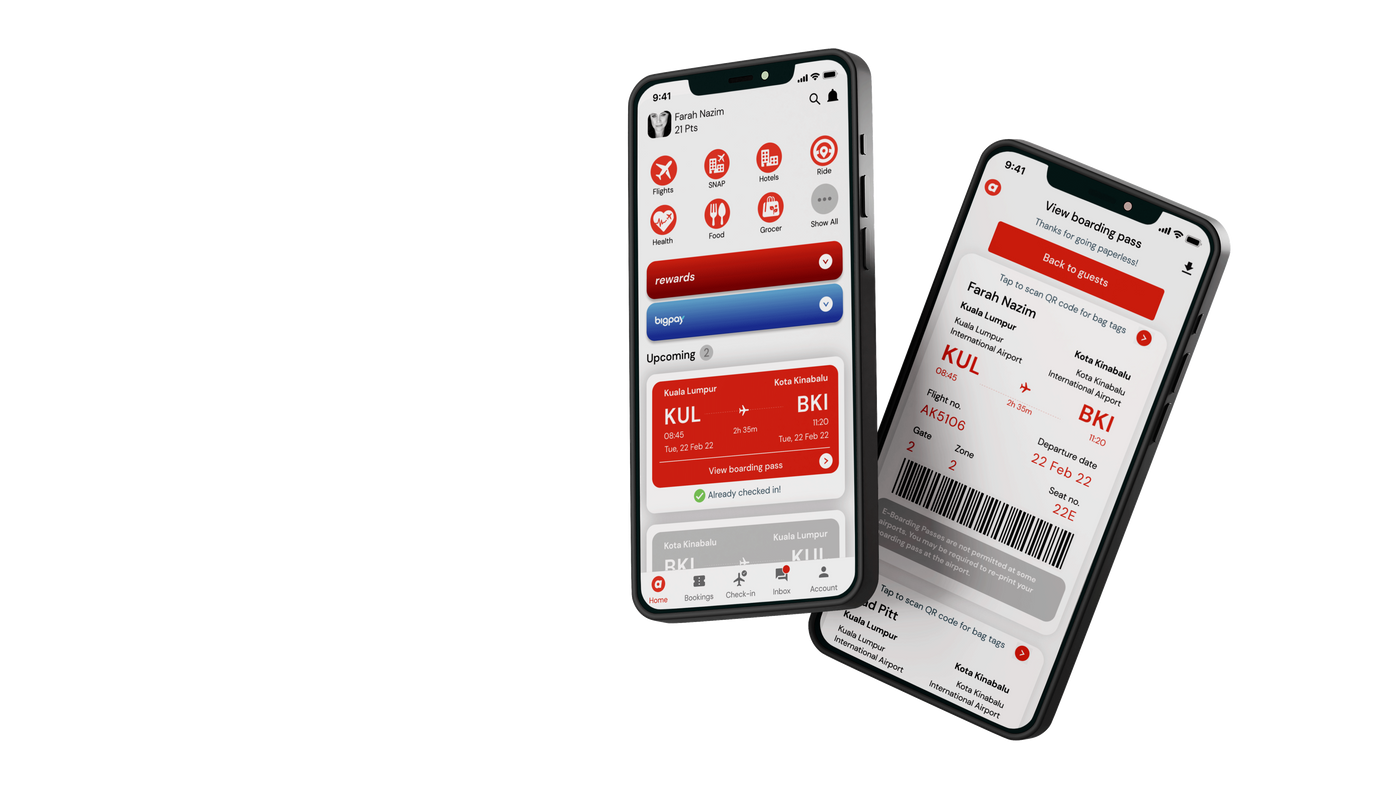 9:41
Farah Nazim
21 Pts
Flights
SNAP
Hotels
Ride
Health
Food
Grocer
Show All
rewards
bigpay
Upcoming 2
Kuala Lumpur
Kota Kinabalu
KUL
BKI
08:45
2h 35m
11:20
Tue, 22 Feb 22
Tue, 22 Feb 22
View boarding pass
Already checked in!
Kota Kinabalu
Kuala Lumpur
BKI
KUL
Home
Bookings
Check-in
Inbox
Account
9:41
View boarding pass
Thanks for going paperless!
Back to guests
Tap to scan QR code for bag tags
Farah Nazim
Kuala Lumpur
Kuala Lumpur
International Airport
Kota Kinabalu
Kota Kinabalu
International Airport
KUL
BKI
08:45
2h 35m
11:20
Flight no.
AK5106
Departure date
22 Feb 22
Gate
2
Zone
2
Seat no.
22E
E-Boarding Passes are not permitted at some
airports. You may be required to re-print your
boarding pass at the airport.
Tap to scan QR code for bag tags
Pitt
Kuala Lumpur
Kuala Lumpur
International Airport
Kota Kinabalu
Kota Kinabalu
International Airport